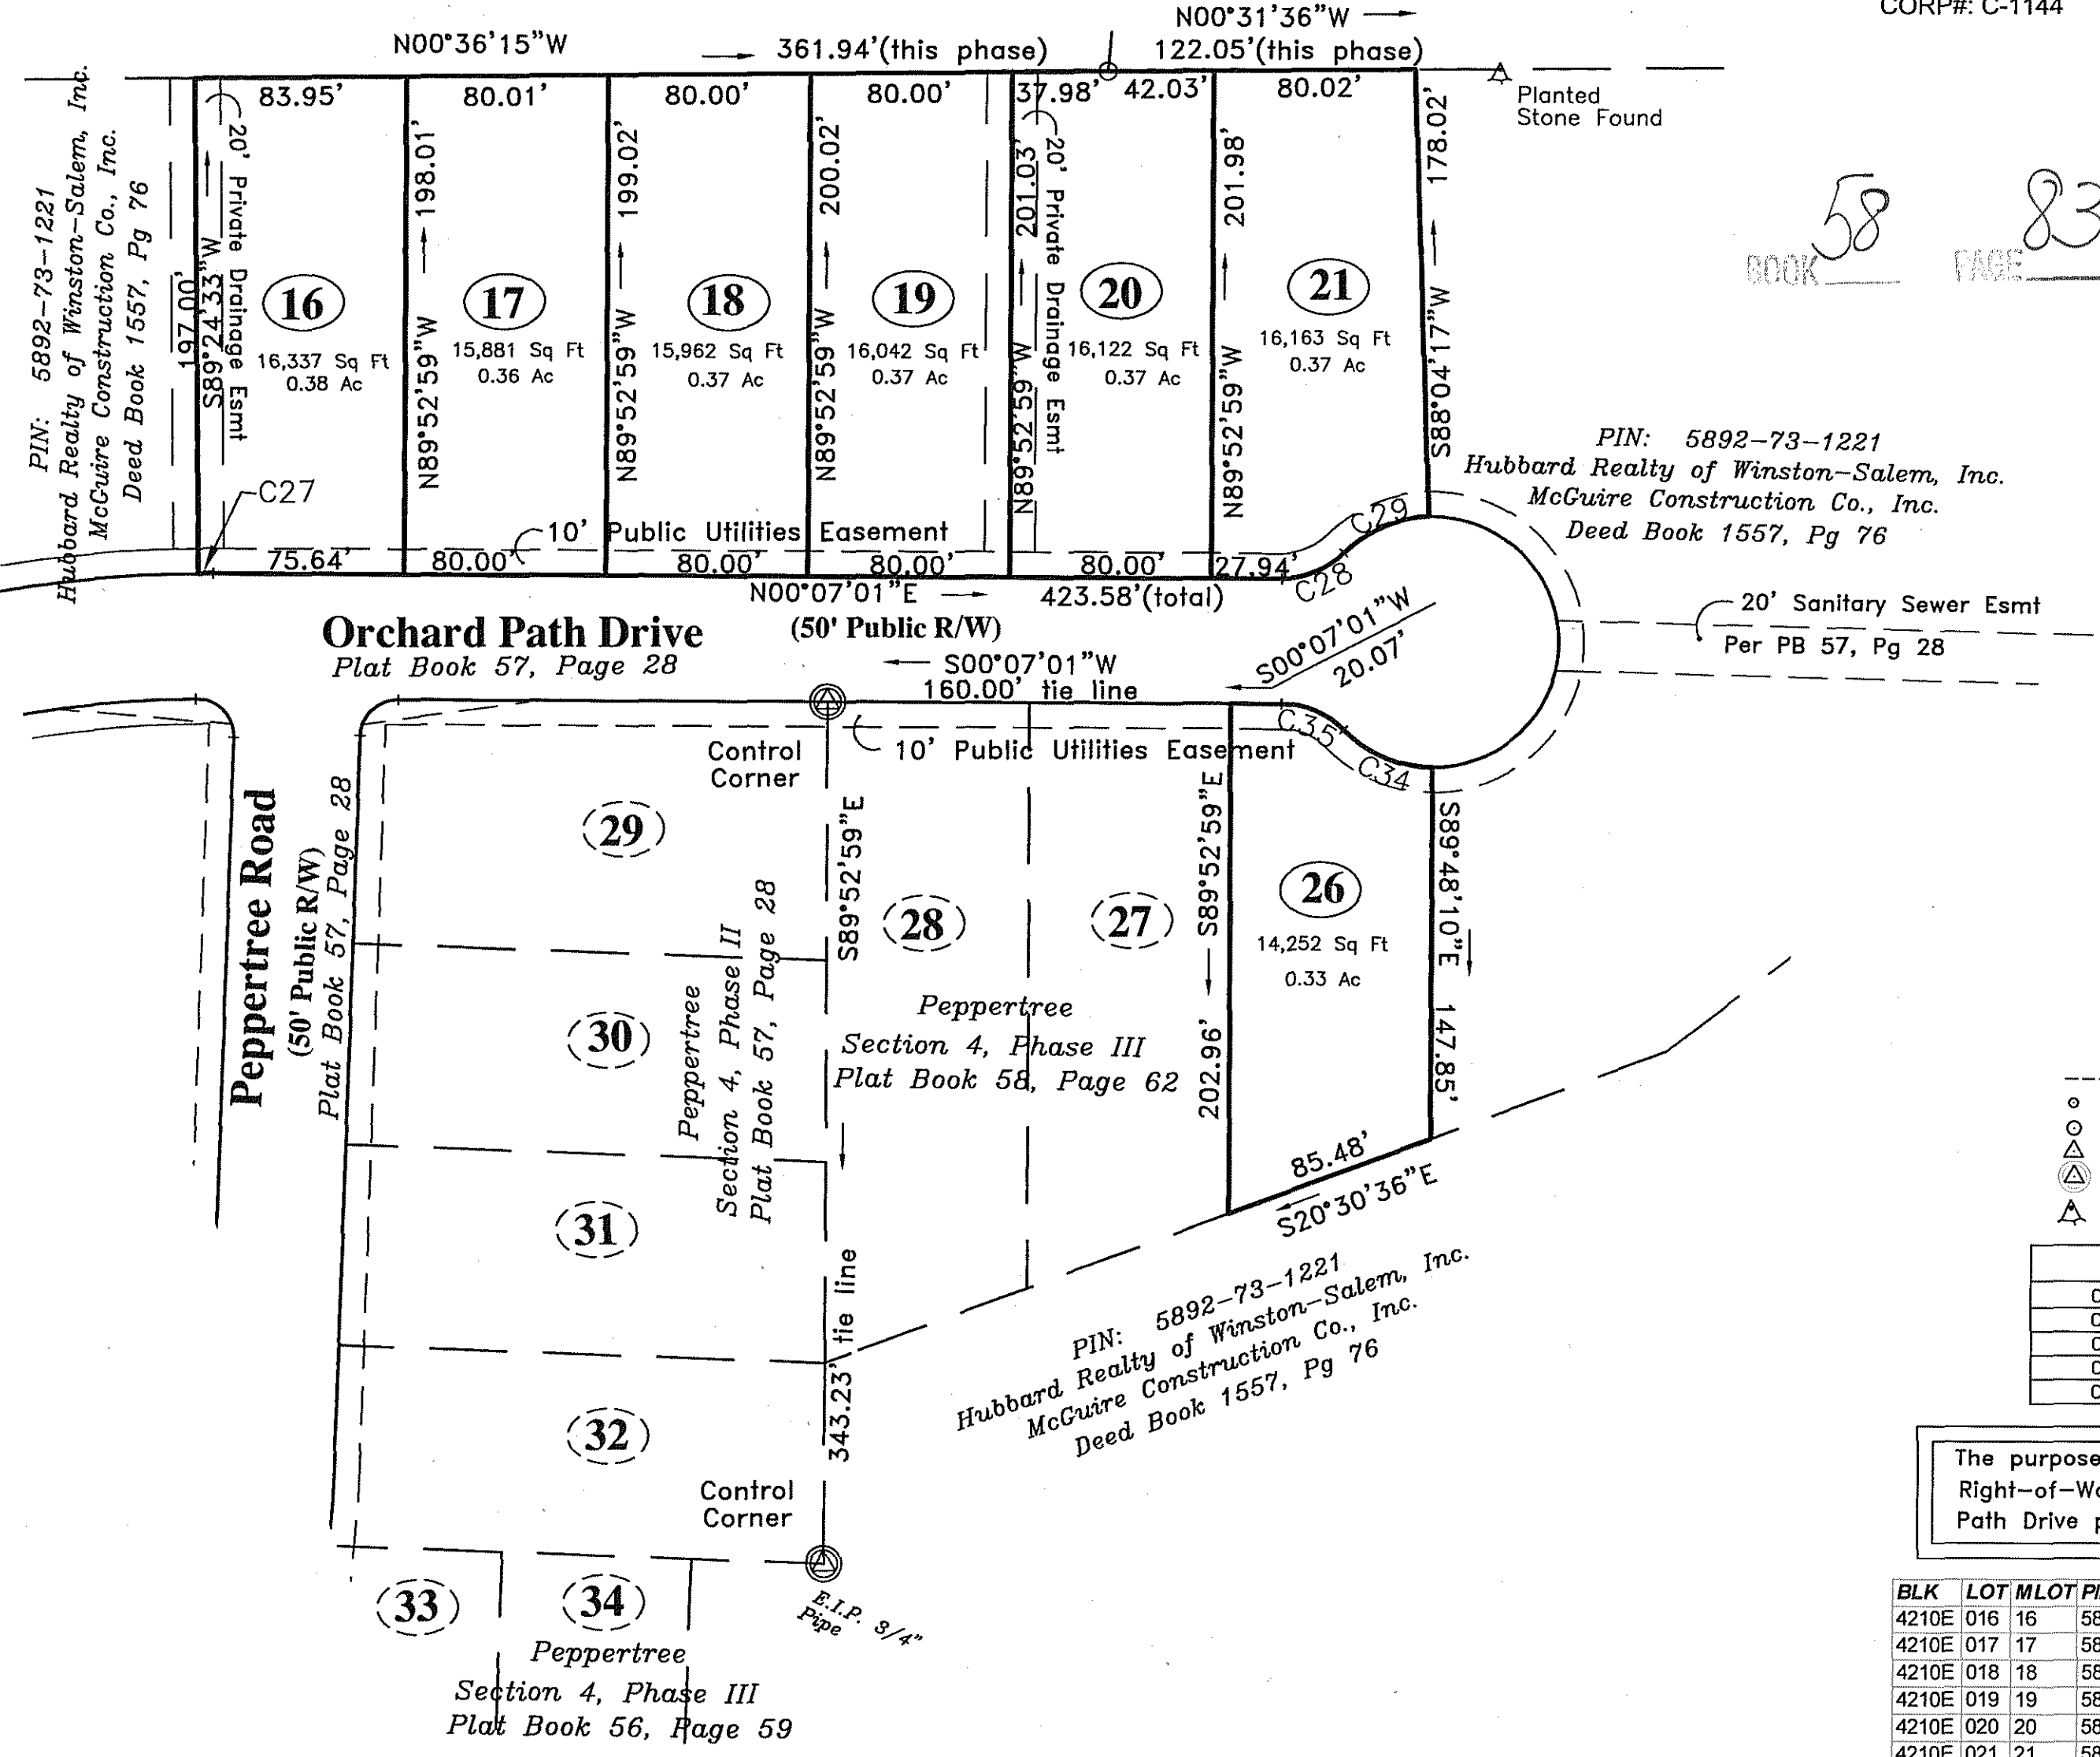 CORP#: C-1144
N00°31'36"W
N00°36'15"W
361.94'(this phase)
122.05'(this phase)
83.95'
80.01'
80.00'
80.00'
37.98'
42.03'
80.02'
Planted
Stone Found
BOOK 58 PAGE 83
PIN: 5892-73-1221
Hubbard Realty of Winston-Salem, Inc.
McGuire Construction Co., Inc.
Deed Book 1557, Pg 76
197.00'
S89°24'33"W
20' Private Drainage Esmt
N89°52'59"W 198.01'
N89°52'59"W 199.02'
N89°52'59"W 200.02'
N89°52'59"W 201.03'
20' Private Drainage Esmt
N89°52'59"W 201.98'
S88°04'17"W 178.02'
16
16,337 Sq Ft
0.38 Ac
17
15,881 Sq Ft
0.36 Ac
18
15,962 Sq Ft
0.37 Ac
19
16,042 Sq Ft
0.37 Ac
20
16,122 Sq Ft
0.37 Ac
21
16,163 Sq Ft
0.37 Ac
PIN: 5892-73-1221
Hubbard Realty of Winston-Salem, Inc.
McGuire Construction Co., Inc.
Deed Book 1557, Pg 76
C27
10' Public Utilities Easement
C29
C28
75.64'
80.00'
80.00'
80.00'
80.00'
27.94'
N00°07'01"E
423.58'(total)
Orchard Path Drive
(50' Public R/W)
Plat Book 57, Page 28
S00°07'01"W
20.07'
20' Sanitary Sewer Esmt
Per PB 57, Pg 28
S00°07'01"W
160.00' tie line
C35
C34
Control
Corner
10' Public Utilities Easement
Peppertree Road
(50' Public R/W)
Plat Book 57, Page 28
29
30
31
32
33
34
Peppertree
Section 4, Phase II
Plat Book 57, Page 28
S89°52'59"E
343.23' tie line
28
27
Peppertree
Section 4, Phase III
Plat Book 58, Page 62
S89°52'59"E
202.96'
26
14,252 Sq Ft
0.33 Ac
S89°48'10"E 147.85'
85.48'
S20°30'36"E
PIN: 5892-73-1221
Hubbard Realty of Winston-Salem, Inc.
McGuire Construction Co., Inc.
Deed Book 1557, Pg 76
Control
Corner
E.I.P. 3/4"
Pipe
Peppertree
Section 4, Phase III
Plat Book 56, Page 59
C
C
C
C
C
The purpose
Right-of-Wa
Path Drive p
BLK LOT MLOT PI
4210E 016 16 58
4210E 017 17 58
4210E 018 18 58
4210E 019 19 58
4210E 020 20 58
4210E 021 21 58